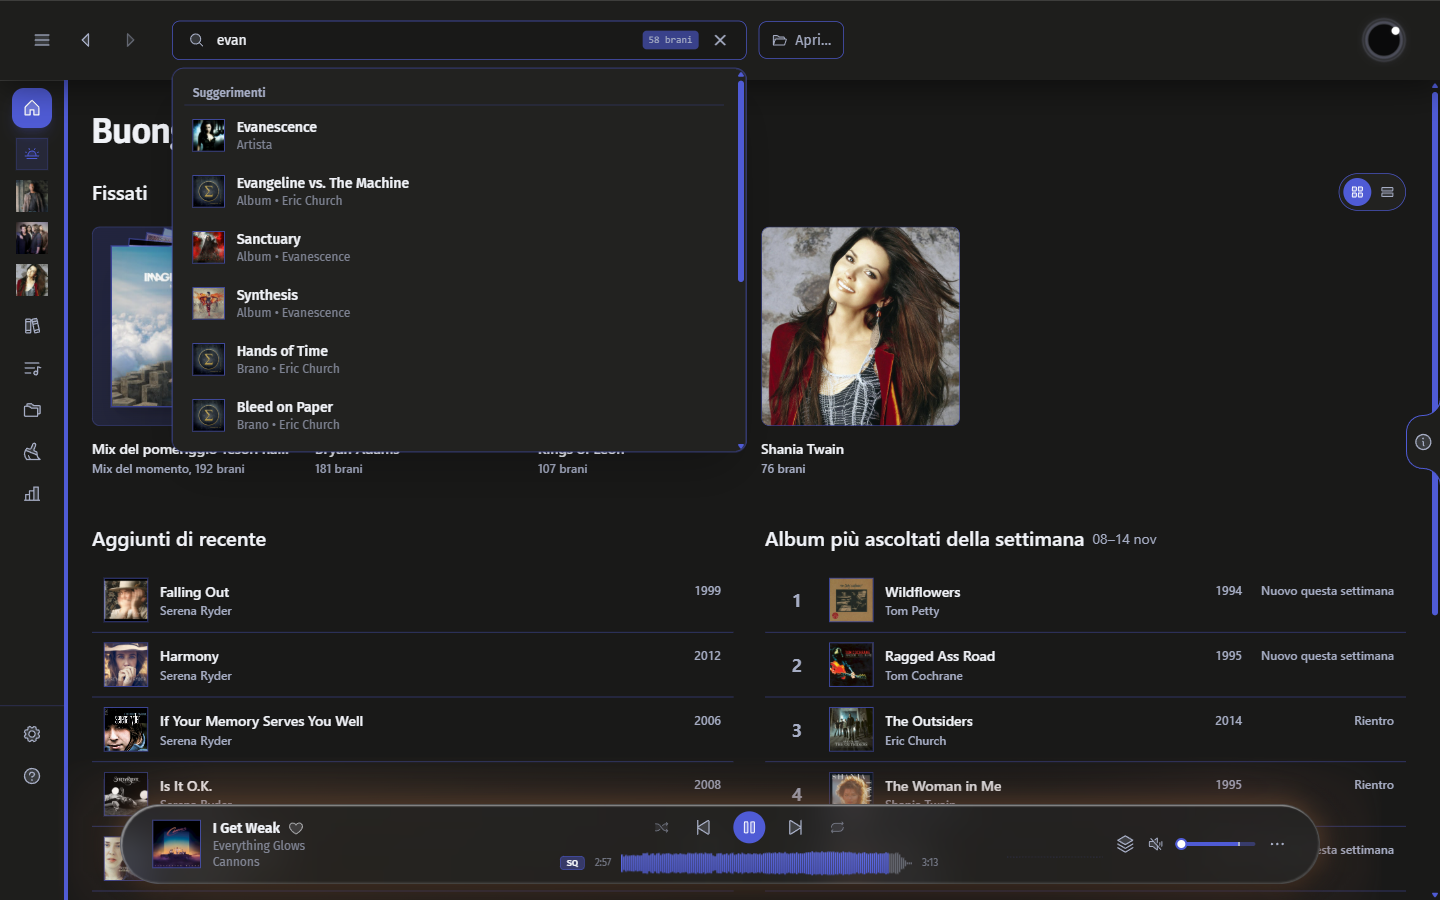 evan
58 brani
Apri...
Suggerimenti
Evanescence
Artista
Evangeline vs. The Machine
Album • Eric Church
Sanctuary
Album • Evanescence
Synthesis
Album • Evanescence
Hands of Time
Brano • Eric Church
Bleed on Paper
Brano • Eric Church
Fissati
Mix del
Mix del momento, 192 brani
181 brani
107 brani
Shania Twain
76 brani
Aggiunti di recente
Falling Out
1999
Serena Ryder
Harmony
2012
Serena Ryder
If Your Memory Serves You Well
2006
Serena Ryder
Is It O.K.
2008
Album più ascoltati della settimana 08–14 nov
1
Wildflowers
1994
Nuovo questa settimana
Tom Petty
2
Ragged Ass Road
1995
Nuovo questa settimana
Tom Cochrane
3
The Outsiders
2014
Rientro
Eric Church
4
The Woman in Me
1995
Rientro
I Get Weak
Everything Glows
Cannons
SQ
2:57
3:13
settimana